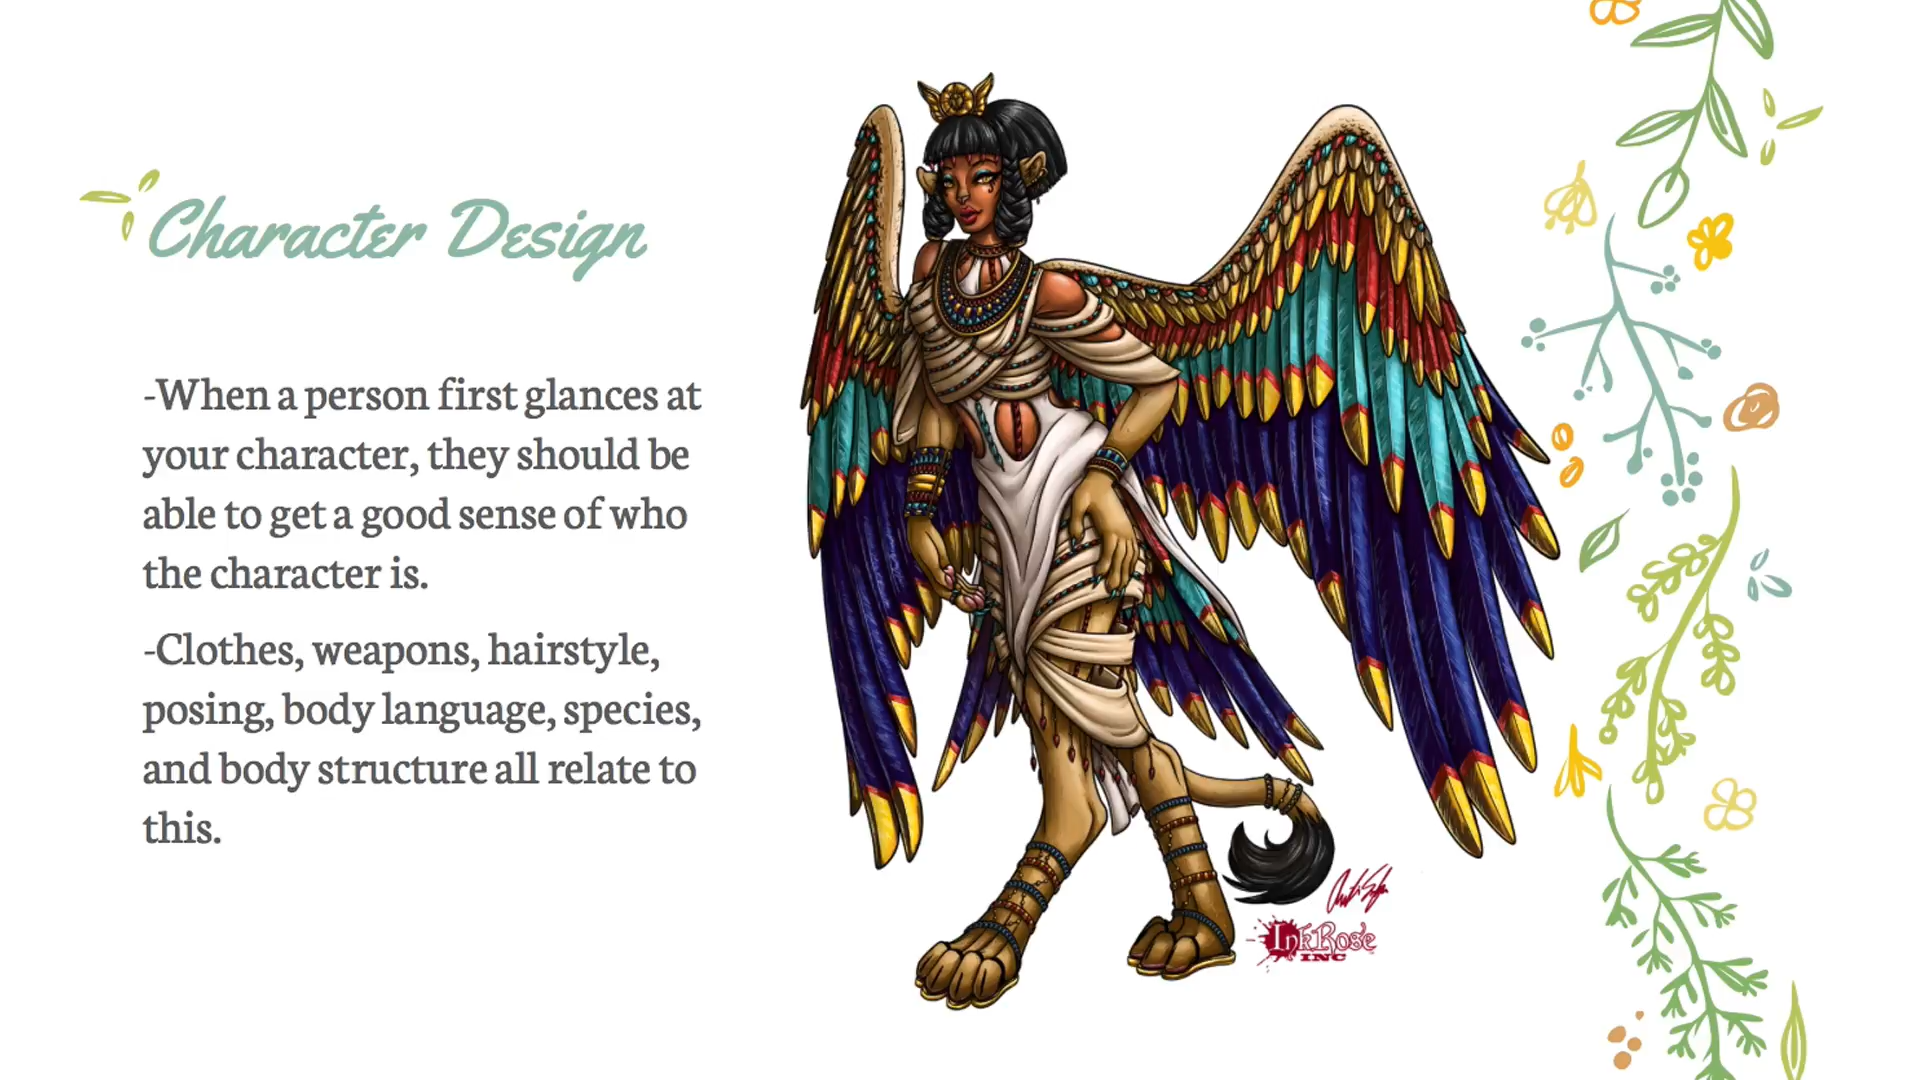 Character Design
-When a person first glances at
your character, they should be
able to get a good sense of who
the character is.
-Clothes, weapons, hairstyle,
posing, body language, species,
and body structure all relate to
this.
InkRose
INC